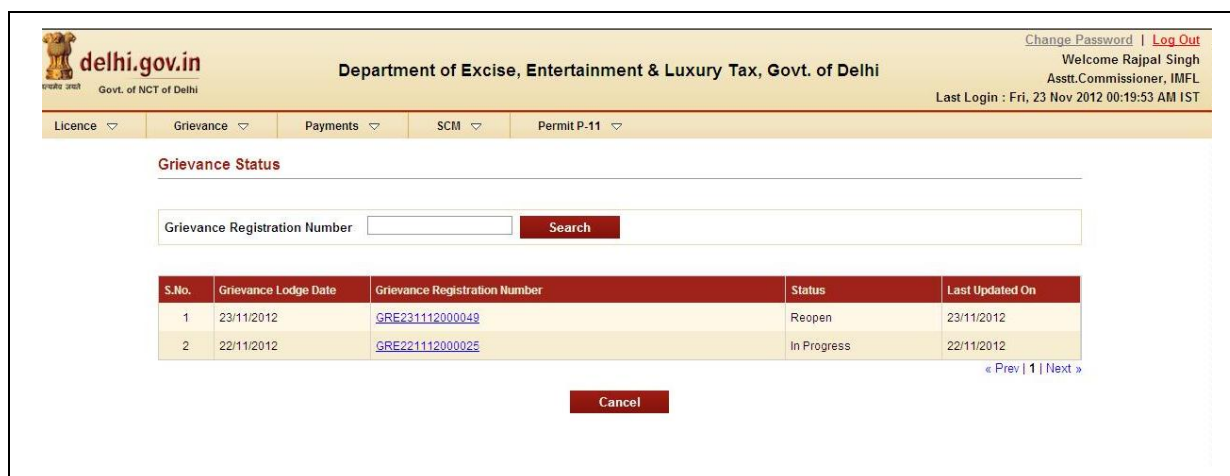 Change Password | Log Out
delhi.gov.in
Govt. of NCT of Delhi
Department of Excise, Entertainment & Luxury Tax, Govt. of Delhi
Welcome Rajpal Singh
Asstt.Commissioner, IMFL
Last Login : Fri, 23 Nov 2012 00:19:53 AM IST
Licence Grievance Payments SCM Permit P-11
Grievance Status
Grievance Registration Number Search
S.No. Grievance Lodge Date Grievance Registration Number Status Last Updated On
1 23/11/2012 GRE231112000049 Reopen 23/11/2012
2 22/11/2012 GRE221112000025 In Progress 22/11/2012
« Prev | 1 | Next »
Cancel